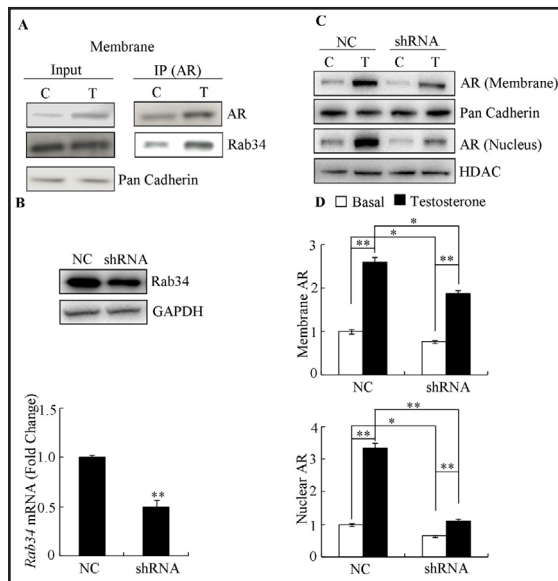 A
Membrane
Input IP (AR)
C T C T
AR
Rab34
Pan Cadherin
B
NC shRNA
Rab34
GAPDH
Rab34 mRNA (Fold Change)
1.5
1.0
0.5
0
**
NC shRNA
C
NC shRNA
C T C T
AR (Membrane)
Pan Cadherin
AR (Nucleus)
HDAC
D
Basal Testosterone
Membrane AR
3
2
1
0
*
*
**
**
NC shRNA
Nuclear AR
4
3
2
1
0
**
*
**
**
NC shRNA